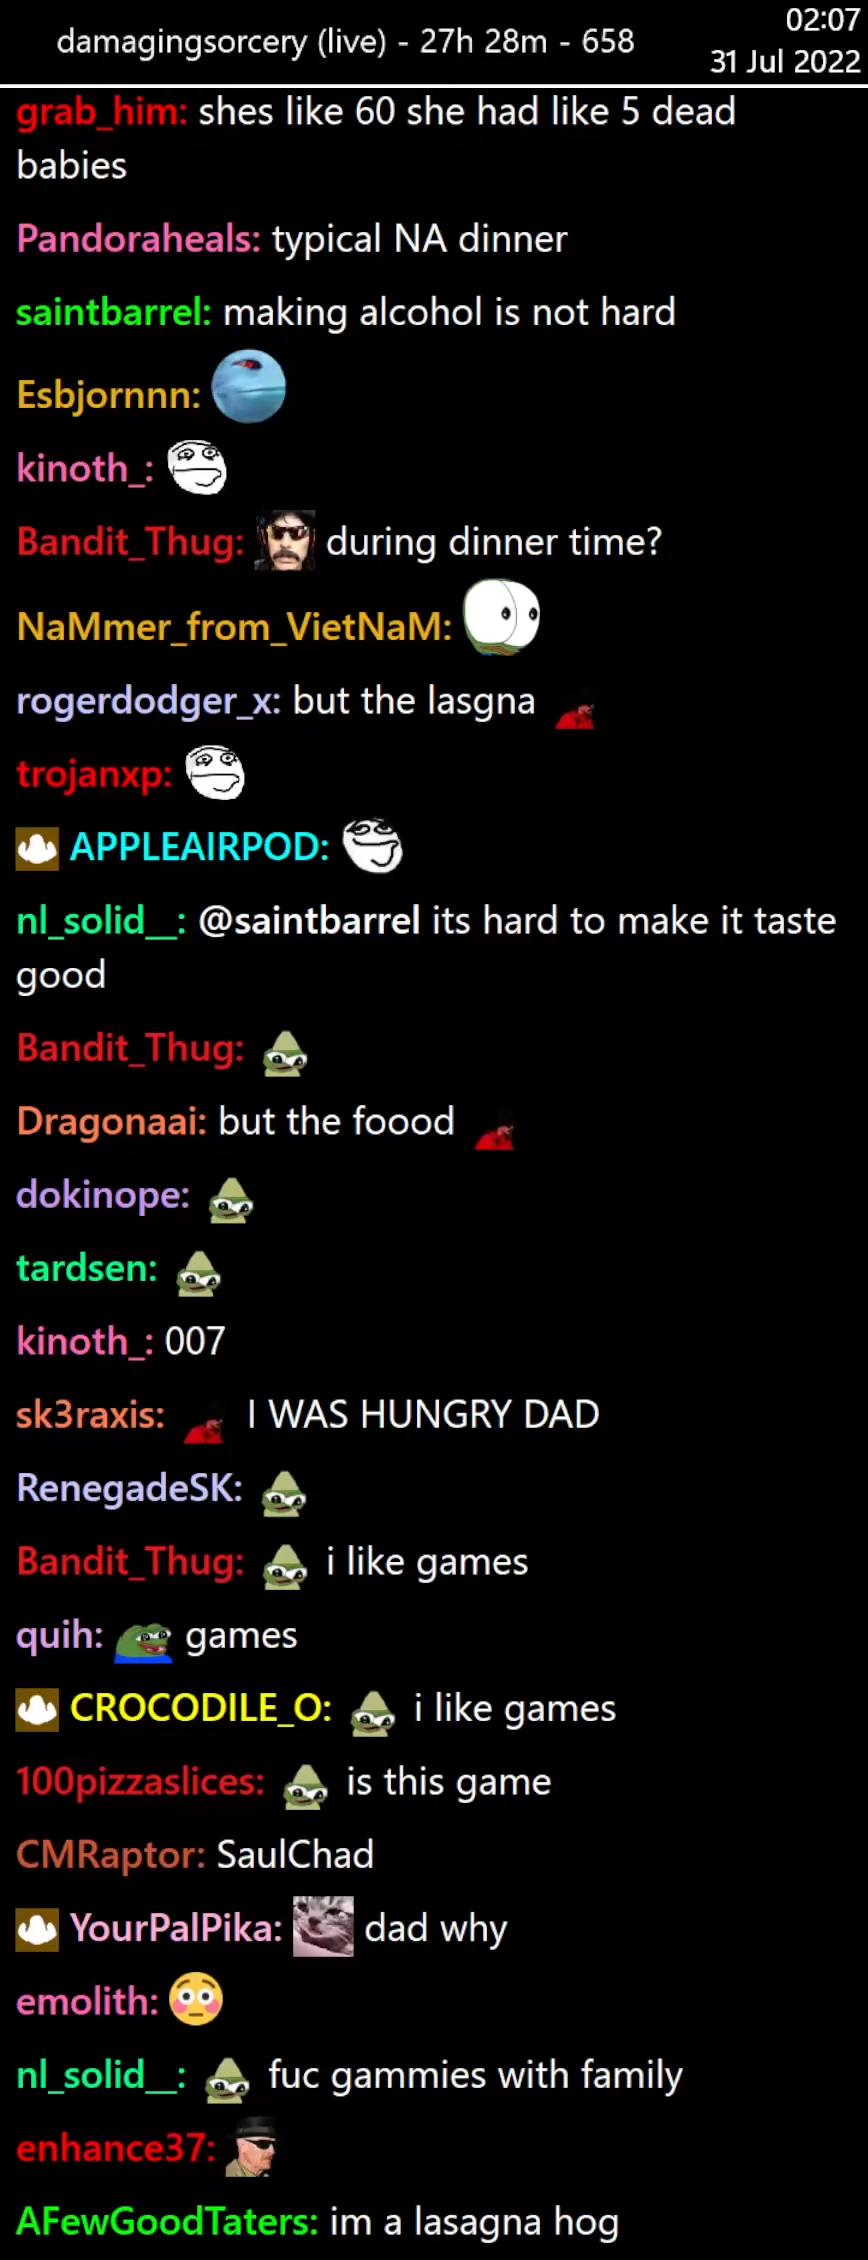 damagingsorcery (live) - 27h 28m - 658
02:07
31 Jul 2022
grab_him: shes like 60 she had like 5 dead
babies
Pandoraheals: typical NA dinner
saintbarrel: making alcohol is not hard
Esbjornnn:
kinoth_:
Bandit_Thug: during dinner time?
NaMmer_from_VietNaM:
rogerdodger_x: but the lasgna
trojanxp:
APPLEAIRPOD:
nl_solid__: @saintbarrel its hard to make it taste
good
Bandit_Thug:
Dragonaai: but the foood
dokinope:
tardsen:
kinoth_: 007
sk3raxis: I WAS HUNGRY DAD
RenegadeSK:
Bandit_Thug: i like games
quih: games
CROCODILE_O: i like games
100pizzaslices: is this game
CMRaptor: SaulChad
YourPalPika: dad why
emolith:
nl_solid__: fuc gammies with family
enhance37:
AFewGoodTaters: im a lasagna hog